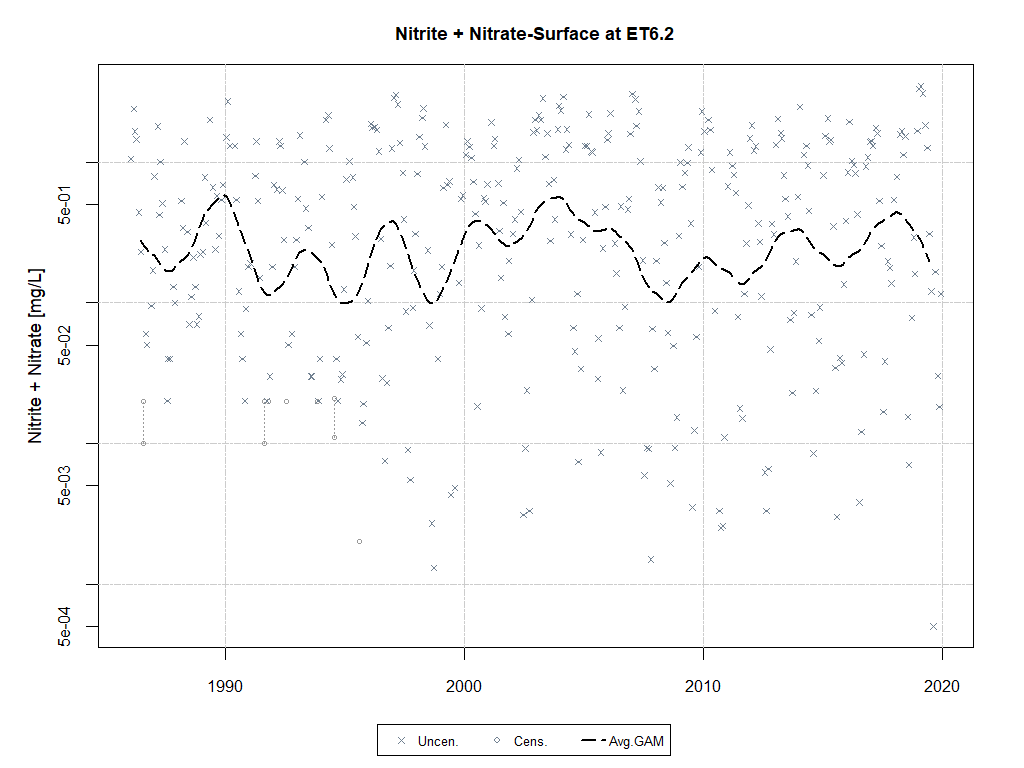 Nitrite + Nitrate-Surface at ET6.2
Nitrite + Nitrate [mg/L]
5e-01
5e-02
5e-03
5e-04
1990 2000 2010 2020
Uncen. Cens. Avg.GAM